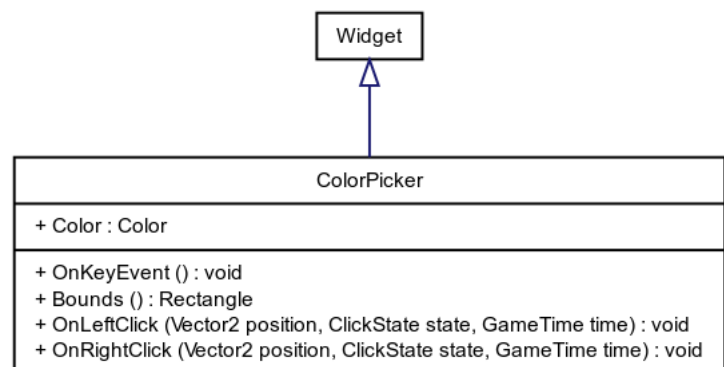 Widget
ColorPicker
+ Color : Color
+ OnKeyEvent () : void
+ Bounds () : Rectangle
+ OnLeftClick (Vector2 position, ClickState state, GameTime time) : void
+ OnRightClick (Vector2 position, ClickState state, GameTime time) : void